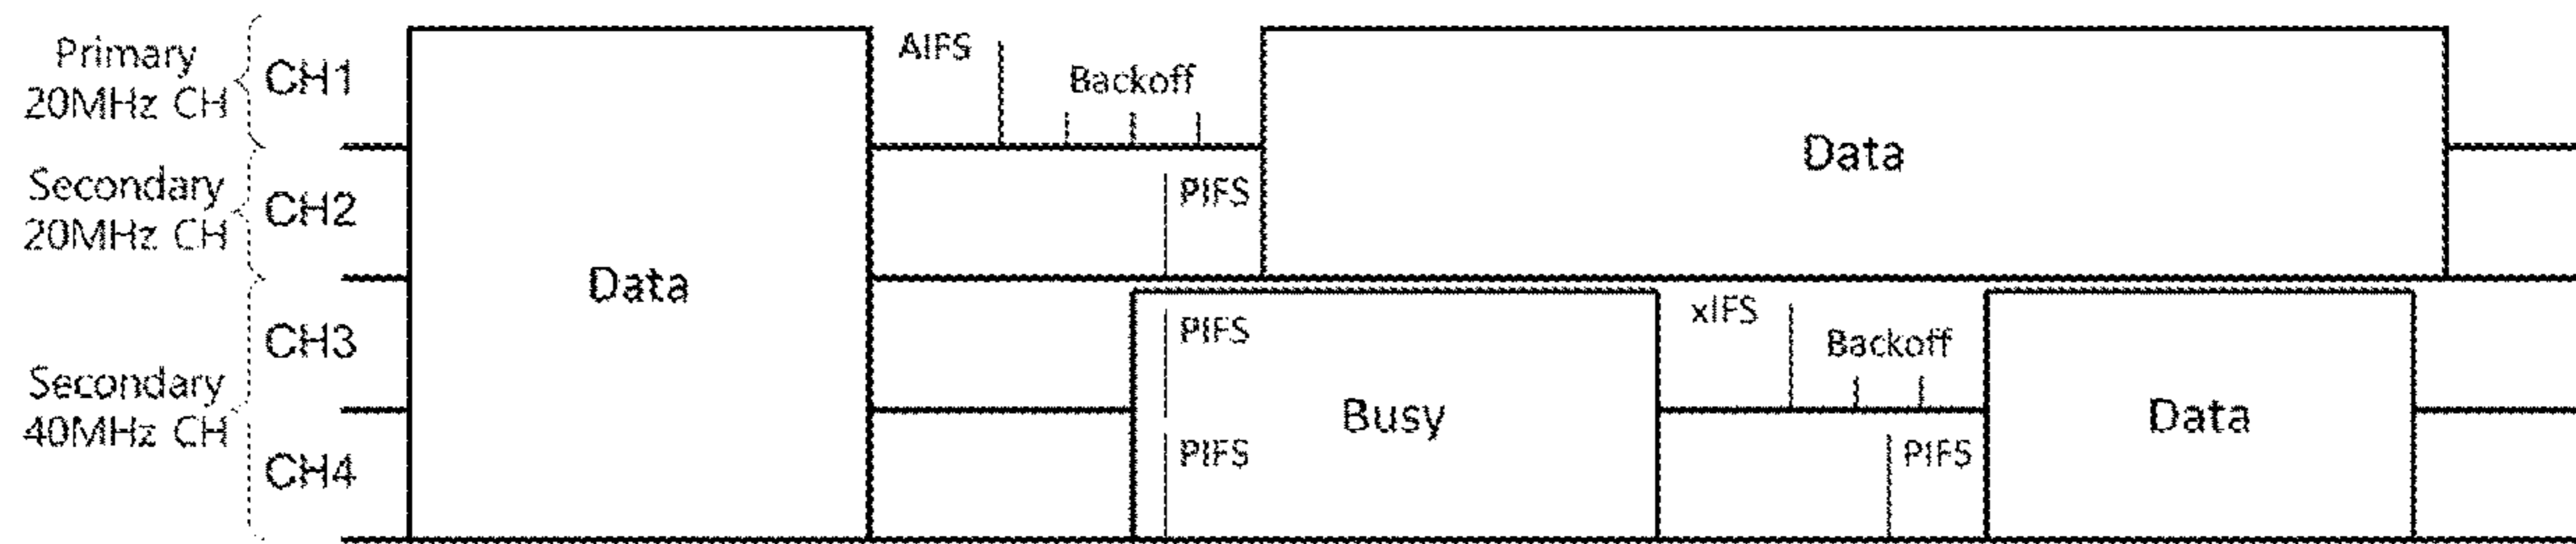 Primary
20MHz CH
CH1
AIFS
Backoff
Data
Secondary
20MHz CH
CH2
PIFS
Data
Secondary
40MHz CH
CH3
PIFS
xIFS
Backoff
Busy
Data
CH4
PIFS
PIFS